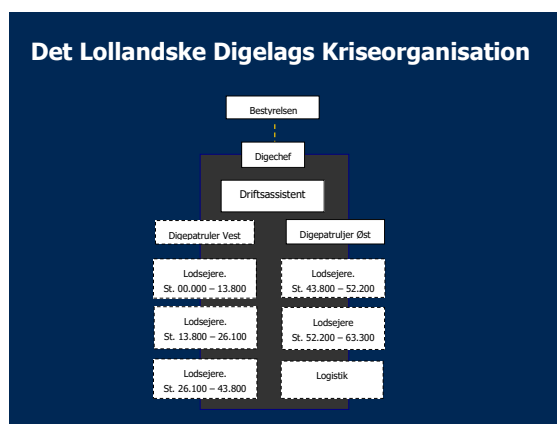 Det Lollandske Digelags Kriseorganisation
Bestyrelsen
Digechef
Driftsassistent
Digepatruler Vest
Digepatruljer Øst
Lodsejere.
St. 00.000 – 13.800
Lodsejere.
St. 43.800 – 52.200
Lodsejere.
St. 13.800 – 26.100
Lodsejere
St. 52.200 – 63.300
Lodsejere.
St. 26.100 – 43.800
Logistik